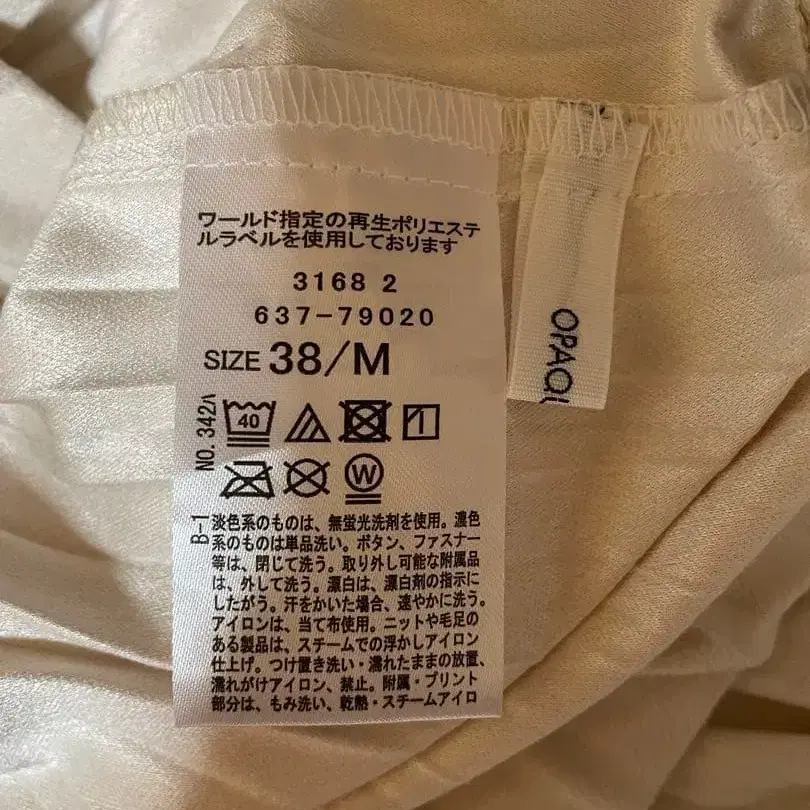 ワールド指定の再生ポリエステ
ルラベルを使用しております
3168 2
637-79020
SIZE 38/M
NO. 342ハ
40
W
B-1
淡色系のものは、無蛍光洗剤を使用。濃色
系のものは単品洗い。ボタン、ファスナー
等は、閉じて洗う。取り外し可能な附属品
は、外して洗う。漂白は、漂白剤の指示に
したがう。汗をかいた場合、速やかに洗う。
アイロンは、当て布使用。ニットや毛足の
ある製品は、スチームでの浮かしアイロン
仕上げ。つけ置き洗い・濡れたままの放置、
濡れがけアイロン、禁止。附属・プリント
部分は、もみ洗い、乾熱・スチームアイロ
OPAQU